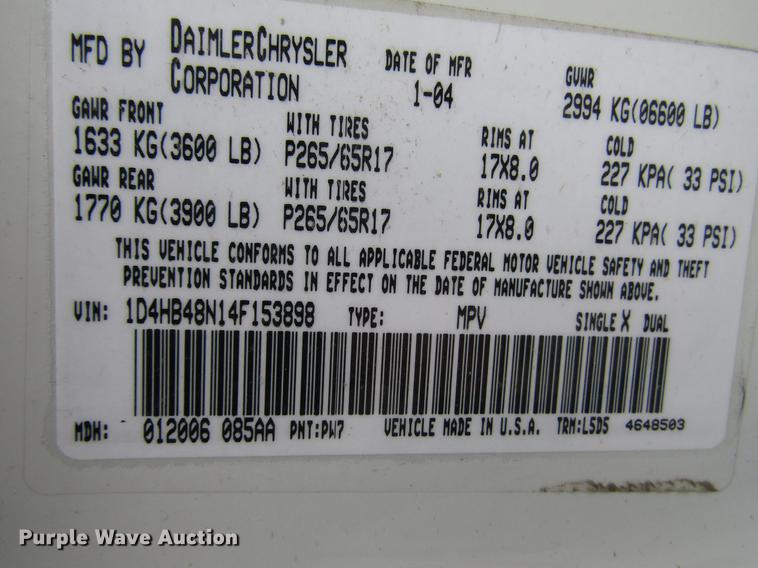 MFD BY DAIMLERCHRYSLER CORPORATION DATE OF MFR 1-04 GVWR 2994 KG(06600 LB)
GAWR FRONT WITH TIRES RIMS AT COLD
1633 KG(3600 LB) P265/65R17 17X8.0 227 KPA( 33 PSI)
GAWR REAR WITH TIRES RIMS AT COLD
1770 KG(3900 LB) P265/65R17 17X8.0 227 KPA( 33 PSI)
THIS VEHICLE CONFORMS TO ALL APPLICABLE FEDERAL MOTOR VEHICLE SAFETY AND THEFT
PREVENTION STANDARDS IN EFFECT ON THE DATE OF MANUFACTURE SHOWN ABOVE.
VIN: 1D4HB48N14F153898 TYPE: MPV SINGLE X DUAL
MDH: 012006 085AA PNT:PW7 VEHICLE MADE IN U.S.A. TRM:L5D5 4648503
Purple Wave Auction